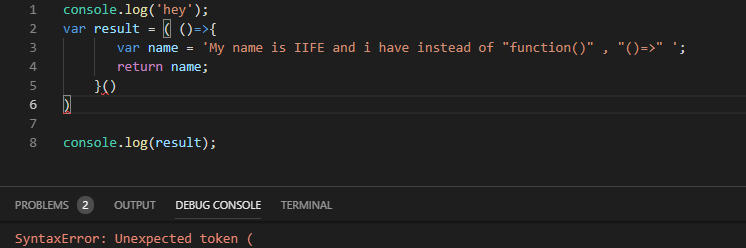 1 console.log('hey');
2 var result = ( ()=>{
3 var name = 'My name is IIFE and i have instead of "function()" , "()=>" ';
4 return name;
5 }()
6 )
7
8 console.log(result);
PROBLEMS 2 OUTPUT DEBUG CONSOLE TERMINAL
SyntaxError: Unexpected token (